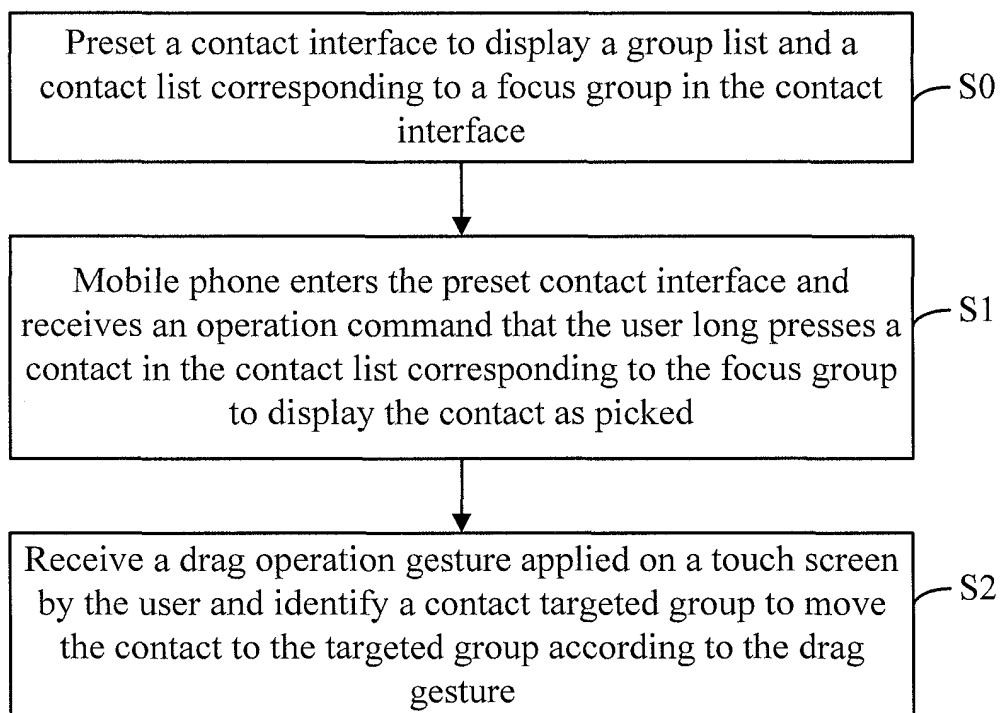 Preset a contact interface to display a group list and a
contact list corresponding to a focus group in the contact
interface
S0
Mobile phone enters the preset contact interface and
receives an operation command that the user long presses a
contact in the contact list corresponding to the focus group
to display the contact as picked
S1
Receive a drag operation gesture applied on a touch screen
by the user and identify a contact targeted group to move
the contact to the targeted group according to the drag
gesture
S2